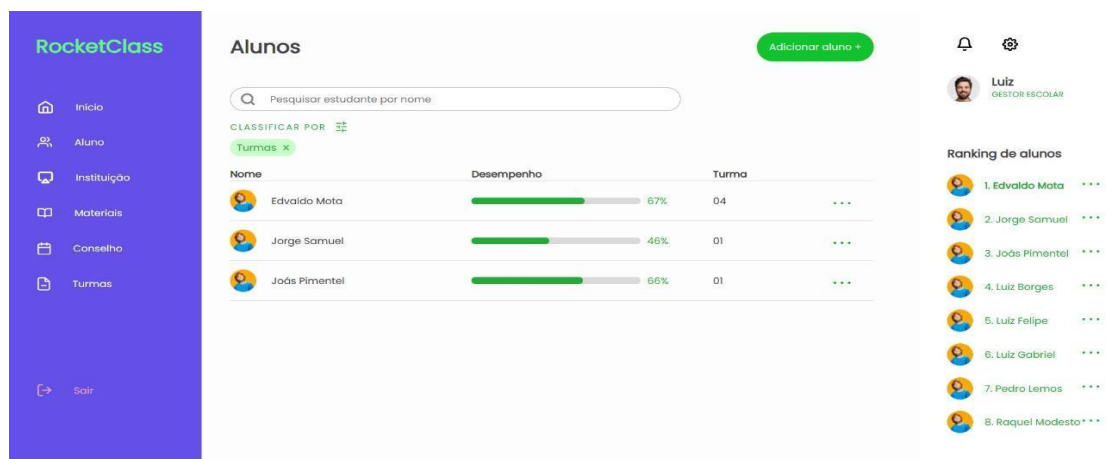 RocketClass
Início
Aluno
Instituição
Materiais
Conselho
Turmas
Sair
Alunos
Adicionar aluno +
Pesquisar estudante por nome
CLASSIFICAR POR
Turmas ×
Nome Desempenho Turma
Edvaldo Mota 67% 04 ...
Jorge Samuel 46% 01 ...
Joás Pimentel 66% 01 ...
Luiz
GESTOR ESCOLAR
Ranking de alunos
1. Edvaldo Mota ...
2. Jorge Samuel ...
3. Joás Pimentel ...
4. Luiz Borges ...
5. Luiz Felipe ...
6. Luiz Gabriel ...
7. Pedro Lemos ...
8. Raquel Modesto ...